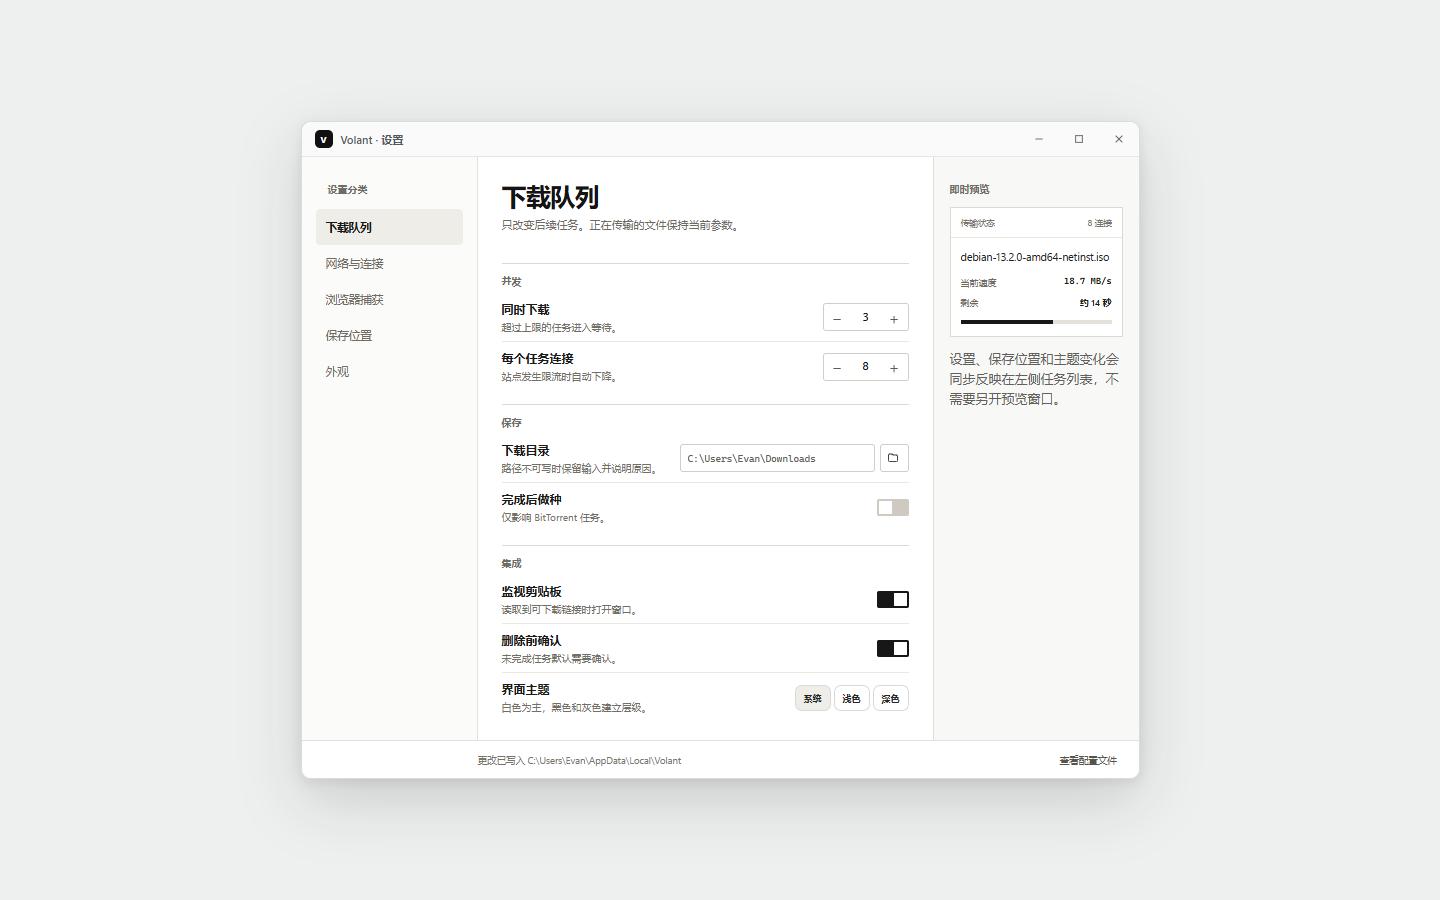 v Volant · 设置
设置分类
下载队列
网络与连接
浏览器捕获
保存位置
外观
下载队列
只改变后续任务。正在传输的文件保持当前参数。
并发
同时下载
超过上限的任务进入等待。
− 3 +
每个任务连接
站点发生限流时自动下降。
− 8 +
保存
下载目录
路径不可写时保留输入并说明原因。
C:\Users\Evan\Downloads
完成后做种
仅影响 BitTorrent 任务。
集成
监视剪贴板
读取到可下载链接时打开窗口。
删除前确认
未完成任务默认需要确认。
界面主题
白色为主，黑色和灰色建立层级。
系统 浅色 深色
即时预览
传输状态 8 连接
debian-13.2.0-amd64-netinst.iso
当前速度 18.7 MB/s
剩余 约 14 秒
设置、保存位置和主题变化会
同步反映在左侧任务列表，不
需要另开预览窗口。
更改已写入 C:\Users\Evan\AppData\Local\Volant
查看配置文件